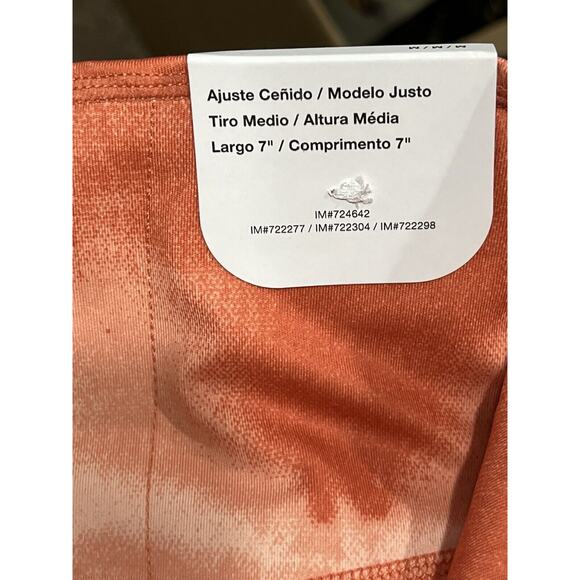 M/M/M
Ajuste Ceñido / Modelo Justo
Tiro Medio / Altura Média
Largo 7" / Comprimento 7"
IM#724642
IM#722277 / IM#722304 / IM#722298